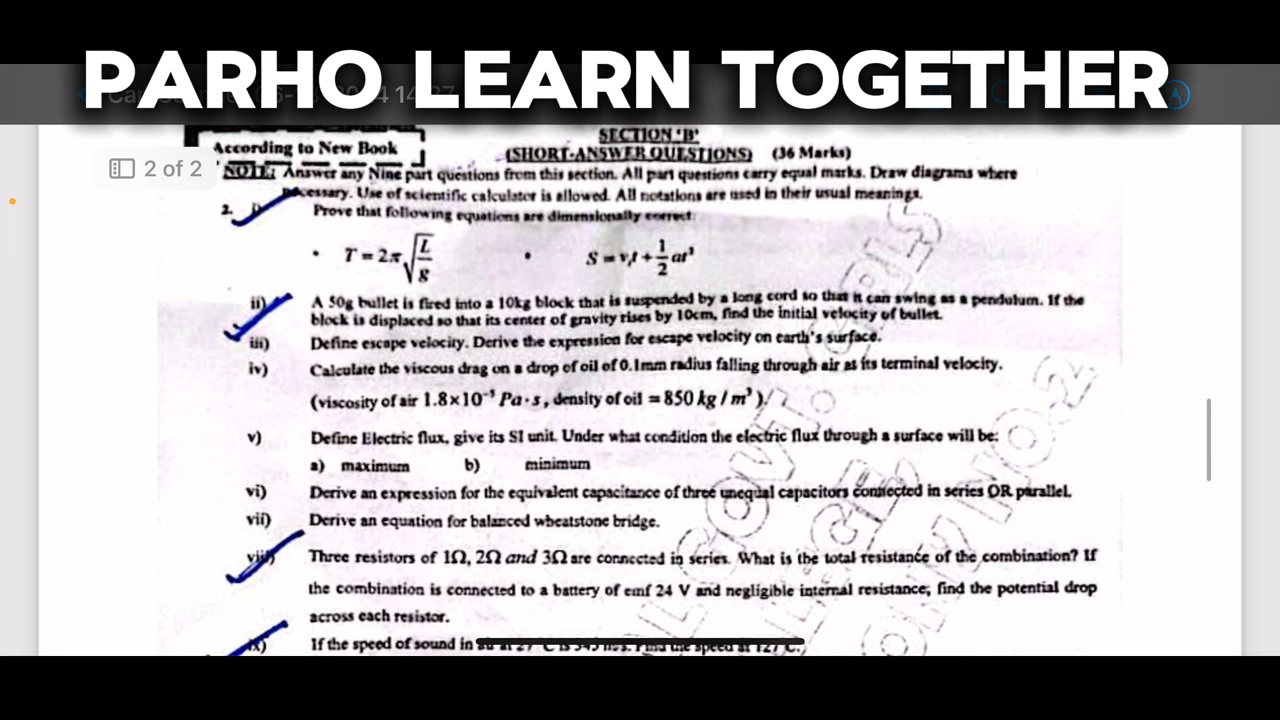 PARHO LEARN TOGETHER
2 of 2
According to New Book
SECTION 'B'
(SHORT-ANSWER QUESTIONS) (36 Marks)
NOTE: Answer any Nine part questions from this section. All part questions carry equal marks. Draw diagrams where
necessary. Use of scientific calculator is allowed. All notations are used in their usual meanings.
2. i) Prove that following equations are dimensionally correct:
• T = 2π√(L/g) • S = vᵢt + 1/2 at²
ii) A 50g bullet is fired into a 10kg block that is suspended by a long cord so that it can swing as a pendulum. If the
block is displaced so that its center of gravity rises by 10cm, find the initial velocity of bullet.
iii) Define escape velocity. Derive the expression for escape velocity on earth's surface.
iv) Calculate the viscous drag on a drop of oil of 0.1mm radius falling through air at its terminal velocity.
(viscosity of air 1.8×10⁻⁵ Pa·s, density of oil = 850 kg / m³)
v) Define Electric flux, give its SI unit. Under what condition the electric flux through a surface will be:
a) maximum b) minimum
vi) Derive an expression for the equivalent capacitance of three unequal capacitors connected in series OR parallel.
vii) Derive an equation for balanced wheatstone bridge.
viii) Three resistors of 1Ω, 2Ω and 3Ω are connected in series. What is the total resistance of the combination? If
the combination is connected to a battery of emf 24 V and negligible internal resistance, find the potential drop
across each resistor.
ix) If the speed of sound in